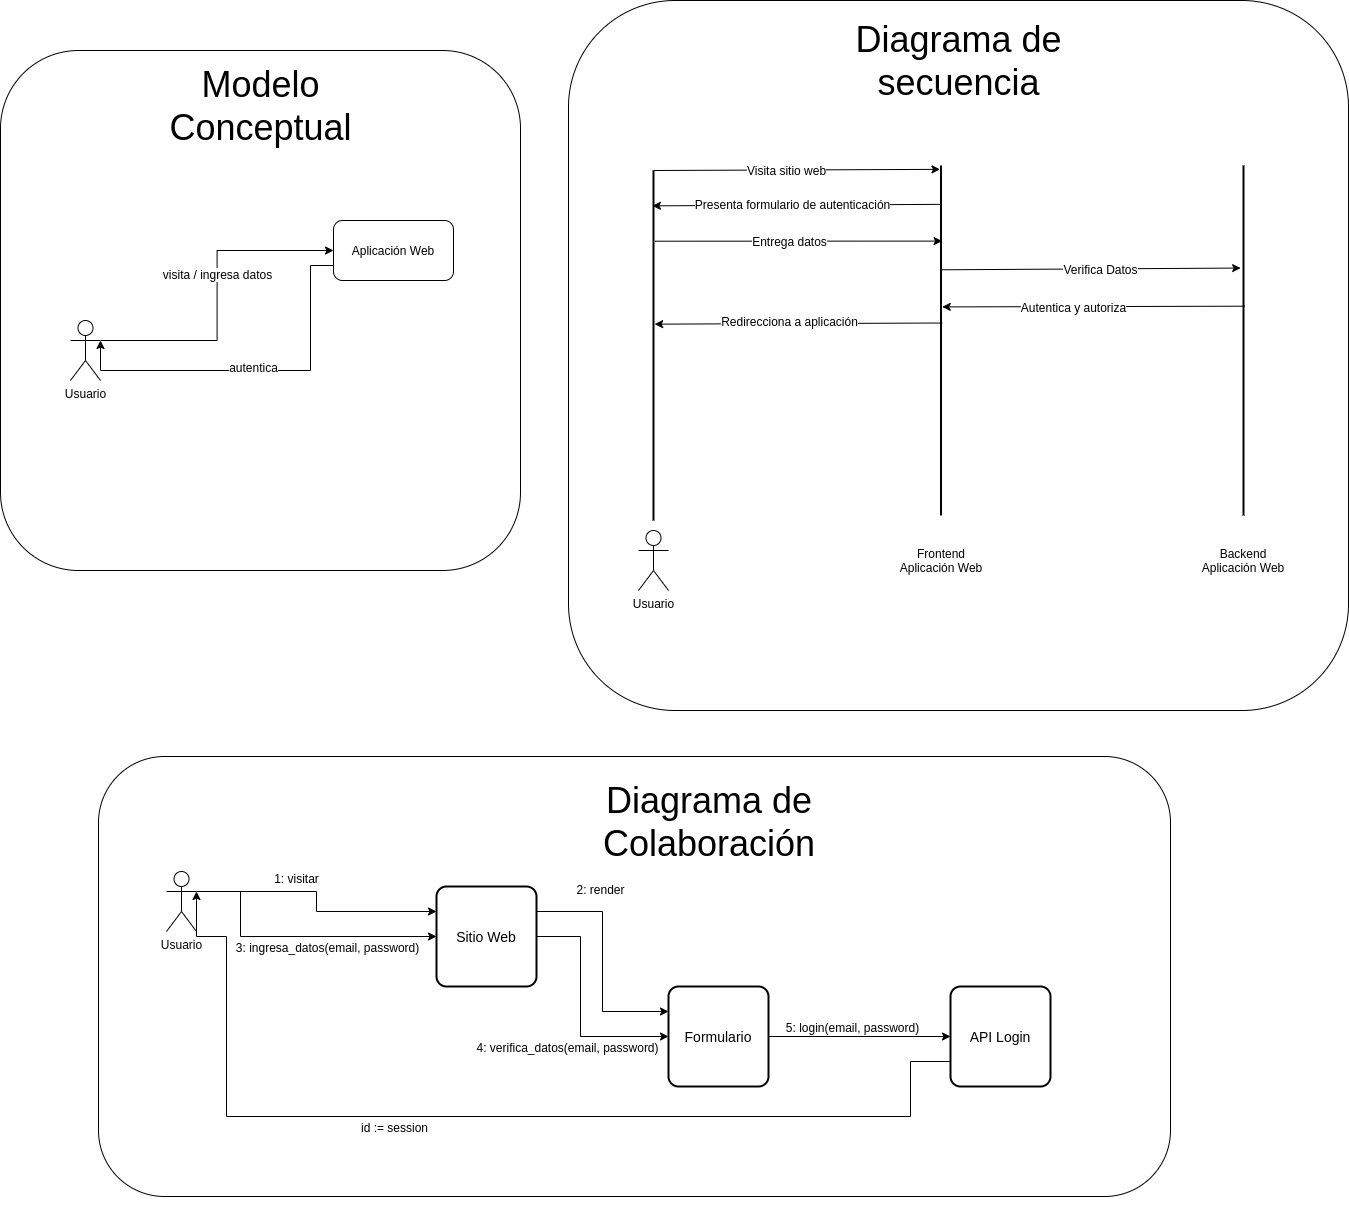 Modelo
Conceptual
Aplicación Web
visita / ingresa datos
autentica
Usuario
Diagrama de
secuencia
Visita sitio web
Presenta formulario de autenticación
Entrega datos
Verifica Datos
Autentica y autoriza
Redirecciona a aplicación
Frontend
Aplicación Web
Backend
Aplicación Web
Usuario
Diagrama de
Colaboración
1: visitar
2: render
Sitio Web
Usuario
3: ingresa_datos(email, password)
Formulario
5: login(email, password)
API Login
4: verifica_datos(email, password)
id := session